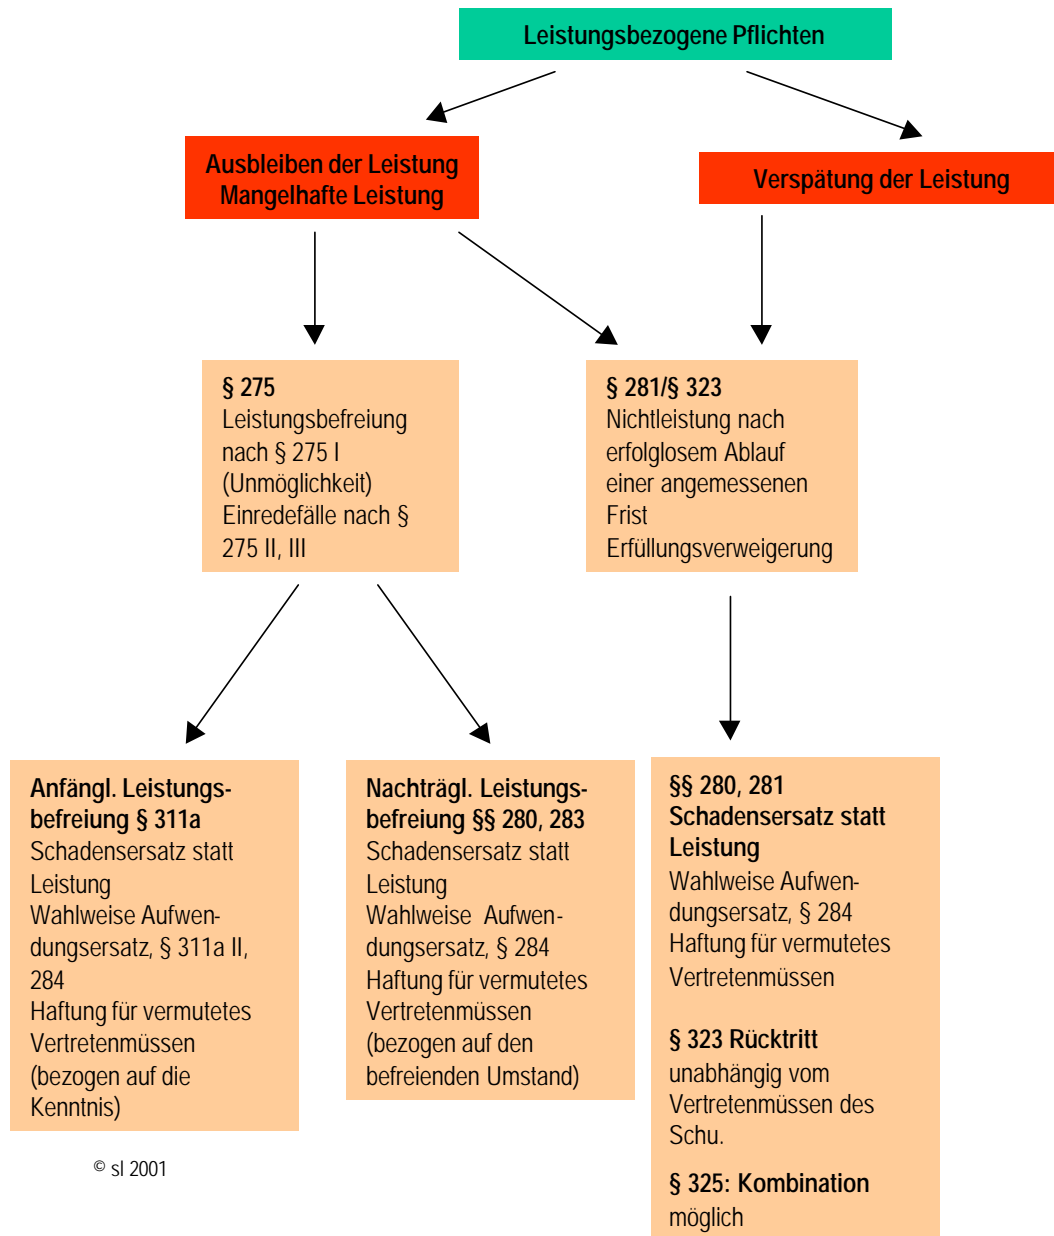 Leistungsbezogene Pflichten
Ausbleiben der Leistung
Mangelhafte Leistung
Verspätung der Leistung
§ 275
Leistungsbefreiung
nach § 275 I
(Unmöglichkeit)
Einredefälle nach §
275 II, III
§ 281/§ 323
Nichtleistung nach
erfolglosem Ablauf
einer angemessenen
Frist
Erfüllungsverweigerung
Anfängl. Leistungs-
befreiung § 311a
Schadensersatz statt
Leistung
Wahlweise Aufwen-
dungsersatz, § 311a II,
284
Haftung für vermutetes
Vertretenmüssen
(bezogen auf die
Kenntnis)
Nachträgl. Leistungs-
befreiung §§ 280, 283
Schadensersatz statt
Leistung
Wahlweise Aufwen-
dungsersatz, § 284
Haftung für vermutetes
Vertretenmüssen
(bezogen auf den
befreienden Umstand)
§§ 280, 281
Schadensersatz statt
Leistung
Wahlweise Aufwen-
dungsersatz, § 284
Haftung für vermutetes
Vertretenmüssen
§ 323 Rücktritt
unabhängig vom
Vertretenmüssen des
Schu.
§ 325: Kombination
möglich
© sl 2001